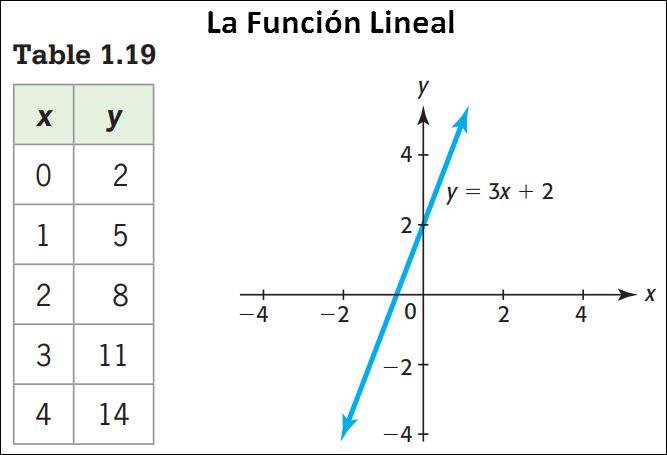 La Función Lineal
Table 1.19
x y
0 2
1 5
2 8
3 11
4 14
y
4
y = 3x + 2
2
−4 −2 0 2 4 x
−2
−4